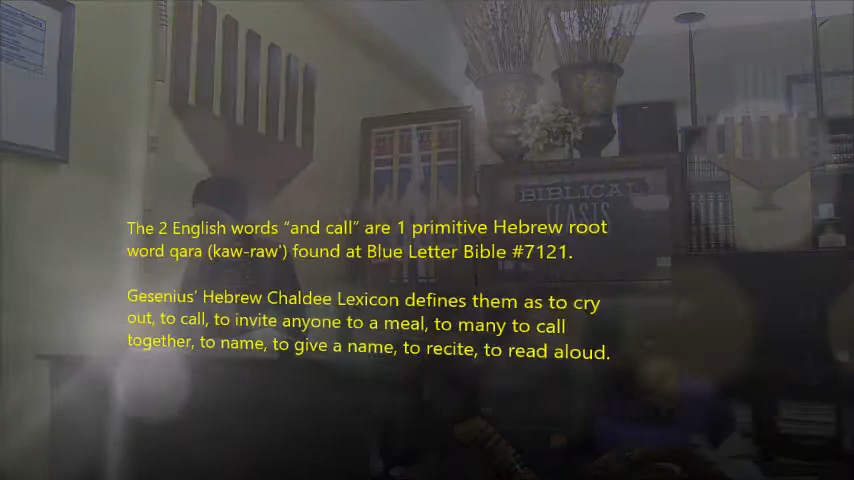 BIBLICAL
The 2 English words “and call” are 1 primitive Hebrew root
word qara (kaw-raw') found at Blue Letter Bible #7121.
Gesenius’ Hebrew Chaldee Lexicon defines them as to cry
out, to call, to invite anyone to a meal, to many to call
together, to name, to give a name, to recite, to read aloud.